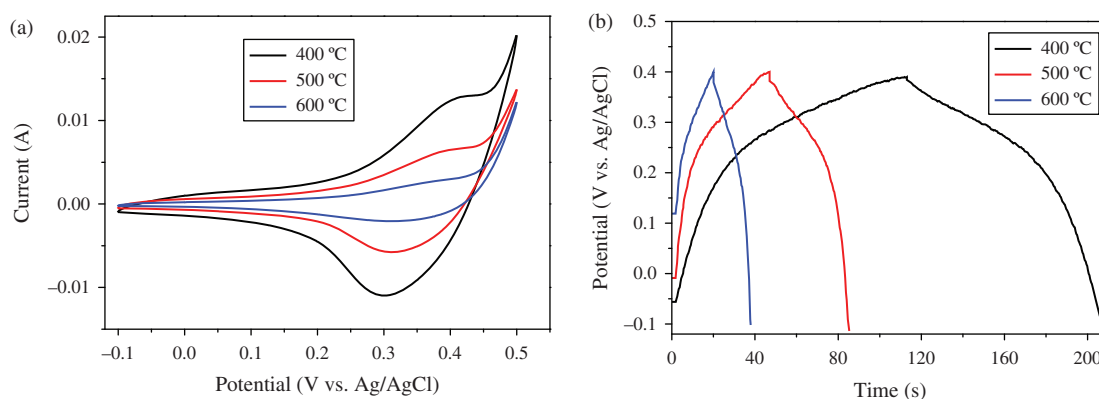 (a)
0.02
0.01
0.00
–0.01
Current (A)
400 ºC
500 ºC
600 ºC
–0.1
0.0
0.1
0.2
0.3
0.4
0.5
Potential (V vs. Ag/AgCl)
(b)
0.5
0.4
0.3
0.2
0.1
0.0
–0.1
Potential (V vs. Ag/AgCl)
400 ºC
500 ºC
600 ºC
0
40
80
120
160
200
Time (s)